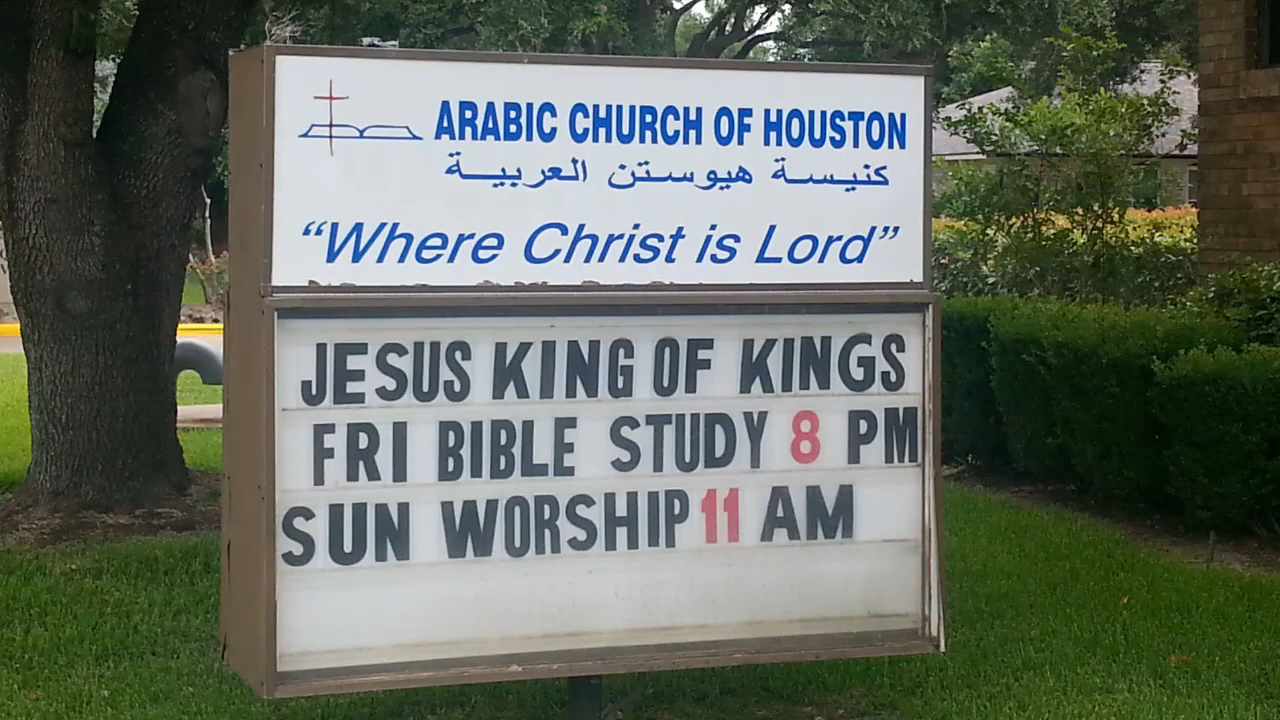 ARABIC CHURCH OF HOUSTON
كنيسة هيوستن العربية
“Where Christ is Lord”
JESUS KING OF KINGS
FRI BIBLE STUDY 8 PM
SUN WORSHIP 11 AM